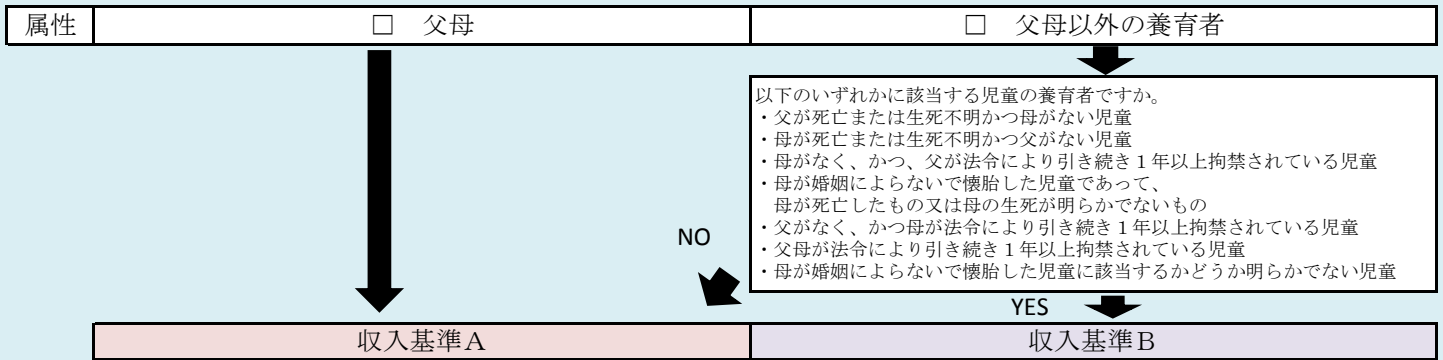 属性
□ 父母
□ 父母以外の養育者
以下のいずれかに該当する児童の養育者ですか。
・父が死亡または生死不明かつ母がない児童
・母が死亡または生死不明かつ父がない児童
・母がなく、かつ、父が法令により引き続き１年以上拘禁されている児童
・母が婚姻によらないで懐胎した児童であって、
母が死亡したもの又は母の生死が明らかでないもの
・父がなく、かつ母が法令により引き続き１年以上拘禁されている児童
・父母が法令により引き続き１年以上拘禁されている児童
・母が婚姻によらないで懐胎した児童に該当するかどうか明らかでない児童
NO
YES
収入基準Ａ
収入基準Ｂ